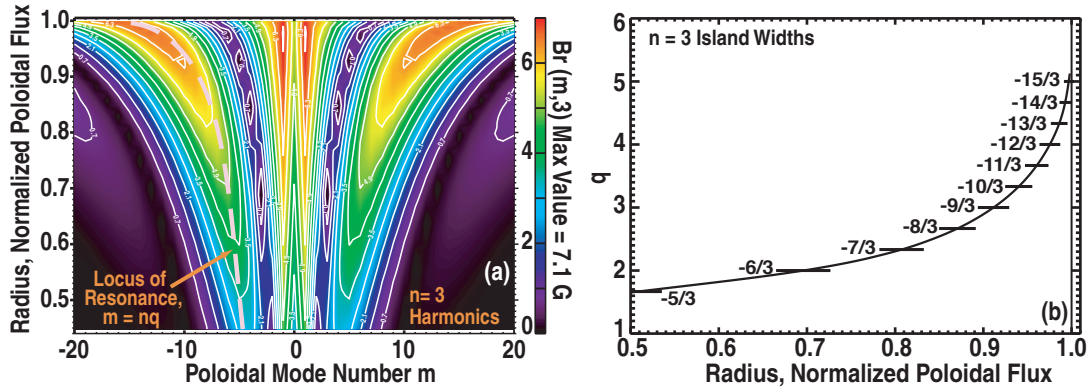 1.0
0.9
0.8
0.7
0.6
0.5
Radius, Normalized Poloidal Flux
-20
-10
0
10
20
Poloidal Mode Number m
Locus of
Resonance,
m = nq
(a)
n= 3
Harmonics
6
4
2
0
Br (m,3) Max Value = 7.1 G
6
5
4
3
2
1
q
n = 3 Island Widths
-15/3
-14/3
-13/3
-12/3
-11/3
-10/3
-9/3
-8/3
-7/3
-6/3
-5/3
(b)
0.5
0.6
0.7
0.8
0.9
1.0
Radius, Normalized Poloidal Flux